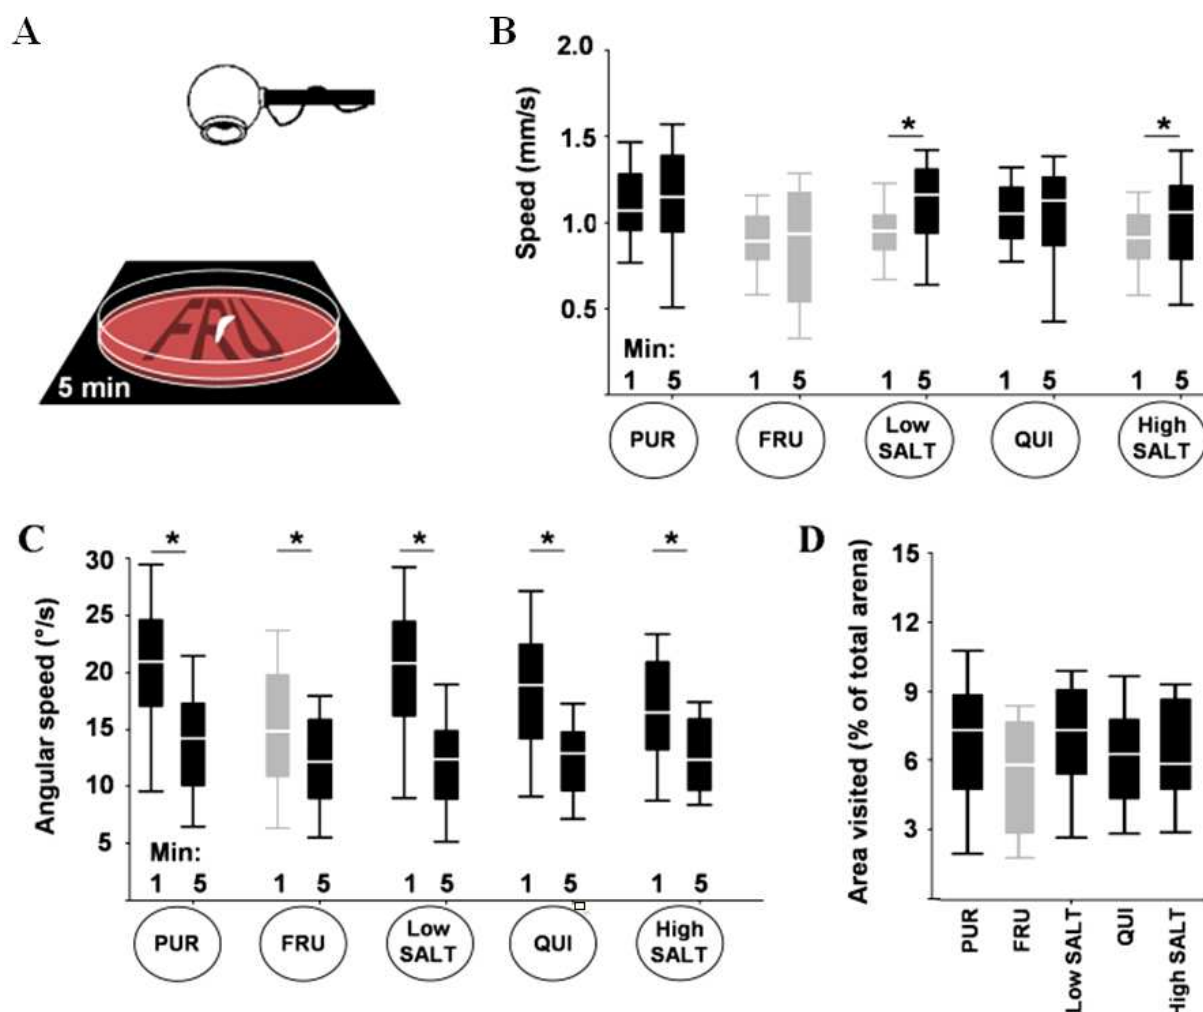 A
FRU
5 min
B
Speed (mm/s)
2.0
1.5
1.0
0.5
*
*
Min:
1 5 1 5 1 5 1 5 1 5
PUR
FRU
Low
SALT
QUI
High
SALT
C
Angular speed (°/s)
30
25
20
15
10
5
*
*
*
*
*
Min:
1 5 1 5 1 5 1 5 1 5
PUR
FRU
Low
SALT
QUI
High
SALT
D
Area visited (% of total arena)
15
12
9
6
3
PUR
FRU
Low SALT
QUI
High SALT